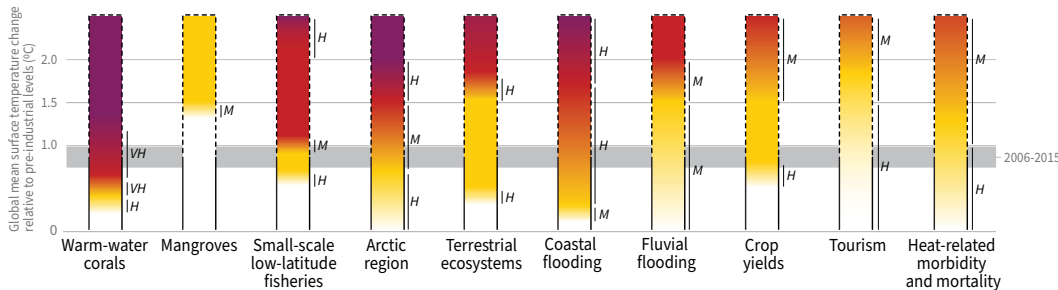 Global mean surface temperature change
relative to pre-industrial levels (ºC)
2.0
1.5
1.0
0
2006-2015
VH
VH
H
M
H
M
H
H
M
H
H
H
H
H
M
M
M
M
H
M
H
M
H
Warm-water
corals
Mangroves
Small-scale
low-latitude
fisheries
Arctic
region
Terrestrial
ecosystems
Coastal
flooding
Fluvial
flooding
Crop
yields
Tourism
Heat-related
morbidity
and mortality